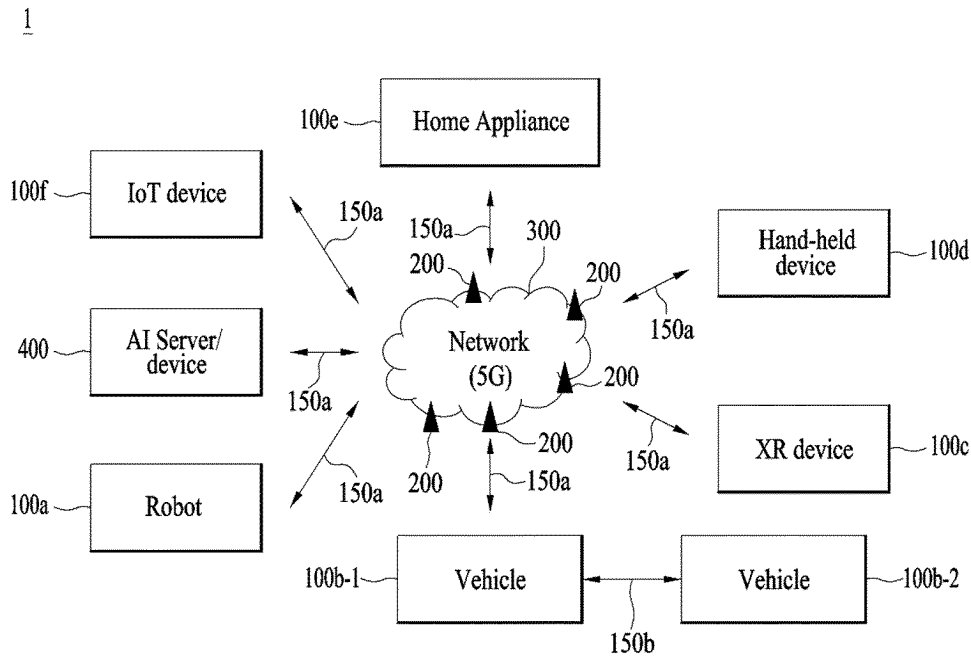 1
100e
Home Appliance
100f
IoT device
150a
150a
300
200
200
Hand-held
device
100d
150a
400
AI Server/
device
150a
Network
(5G)
200
100a
Robot
150a
200
200
150a
150a
XR device
100c
100b-1
Vehicle
Vehicle
100b-2
150b